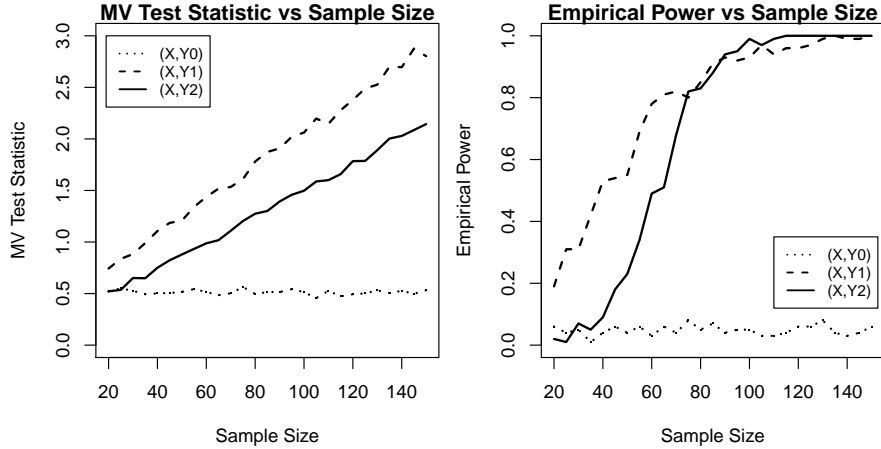 MV Test Statistic vs Sample Size
MV Test Statistic
0.0 0.5 1.0 1.5 2.0 2.5 3.0
(X,Y0)
(X,Y1)
(X,Y2)
20 40 60 80 100 120 140
Sample Size
Empirical Power vs Sample Size
Empirical Power
0.0 0.2 0.4 0.6 0.8 1.0
(X,Y0)
(X,Y1)
(X,Y2)
20 40 60 80 100 120 140
Sample Size